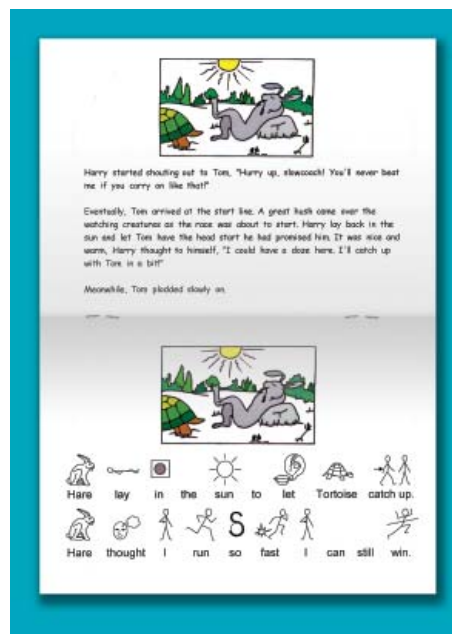 Harry started shouting out to Tom, "Hurry up, slowcoach! You'll never beat
me if you carry on like that!"
Eventually, Tom arrived at the start line. A great hush came over the
watching creatures as the race was about to start. Harry lay back in the
sun and let Tom have the head start he had promised him. It was nice and
warm, Harry thought to himself, "I could have a doze here. I'll catch up
with Tom in a bit!"
Meanwhile, Tom plodded slowly on.
Hare lay in the sun to let Tortoise catch up.
Hare thought I run so fast I can still win.